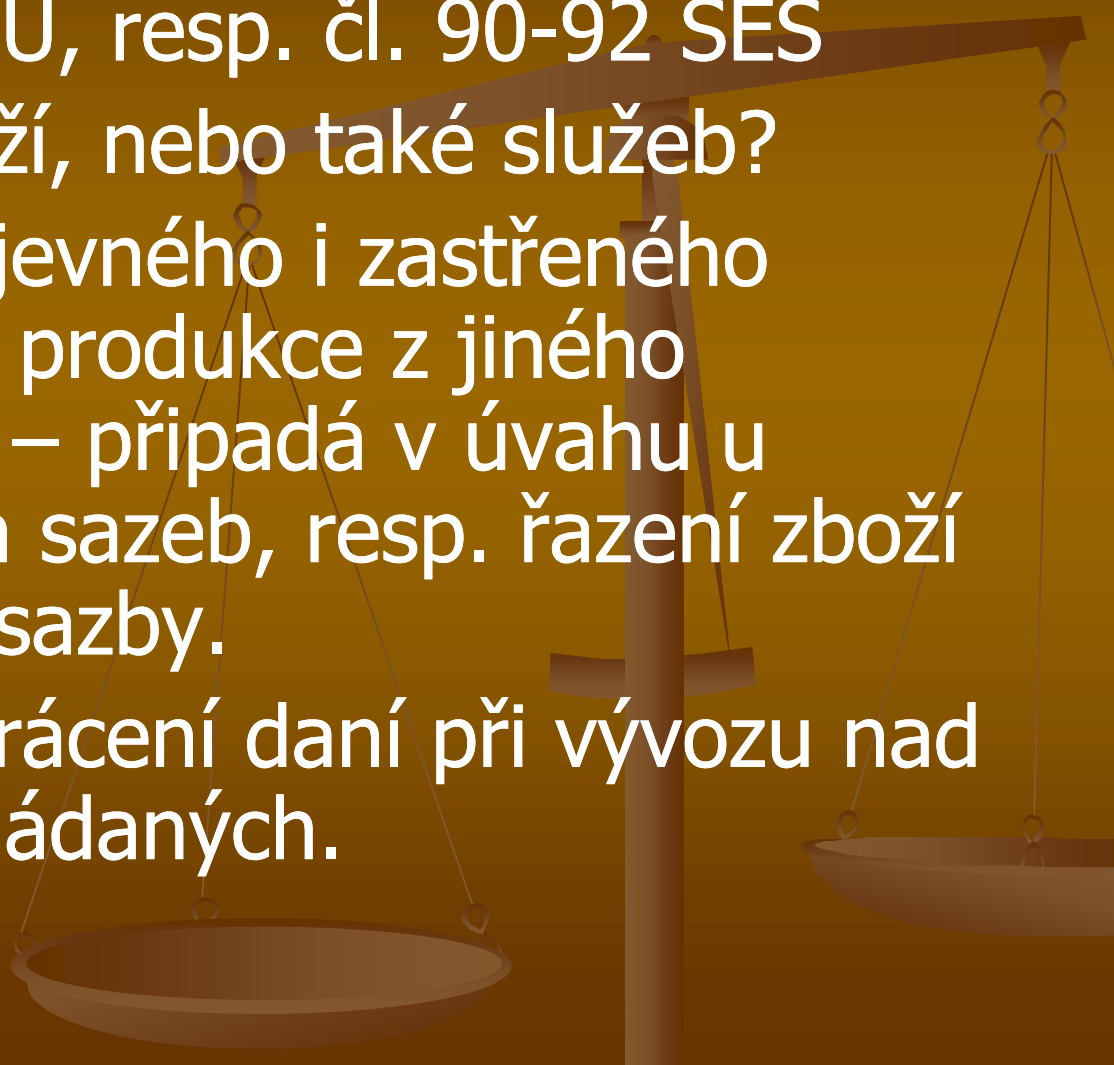 U, resp. čl. 90-92 SES
ží, nebo také služeb?
jevného i zastřeného
produkce z jiného
– připadá v úvahu u
sazeb, resp. řazení zboží
sazby.
rácení daní při vývozu nad
ádaných.